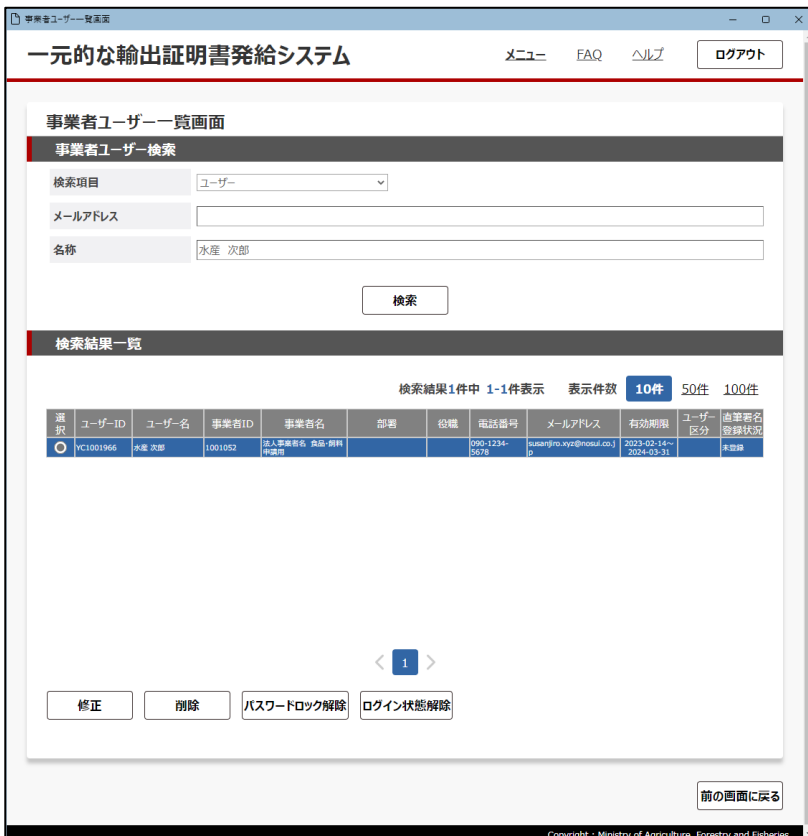 事業者ユーザー一覧画面
一元的な輸出証明書発給システム
メニュー FAQ ヘルプ ログアウト
事業者ユーザー一覧画面
事業者ユーザー検索
検索項目 ユーザー
メールアドレス
名称 水産 次郎
検索
検索結果一覧
検索結果1件中 1-1件表示 表示件数 10件 50件 100件
選択 ユーザーID ユーザー名 事業者ID 事業者名 部署 役職 電話番号 メールアドレス 有効期限 ユーザー区分 直筆署名登録状況
YC1001966 水産 次郎 1001052 法人事業者名 食品・飼料申請用 090-1234-5678 susanjiro.xyz@nosui.co.jp 2023-02-14～2024-03-31 未登録
1
修正 削除 パスワードロック解除 ログイン状態解除
前の画面に戻る
Copyright : Ministry of Agriculture, Forestry and Fisheries